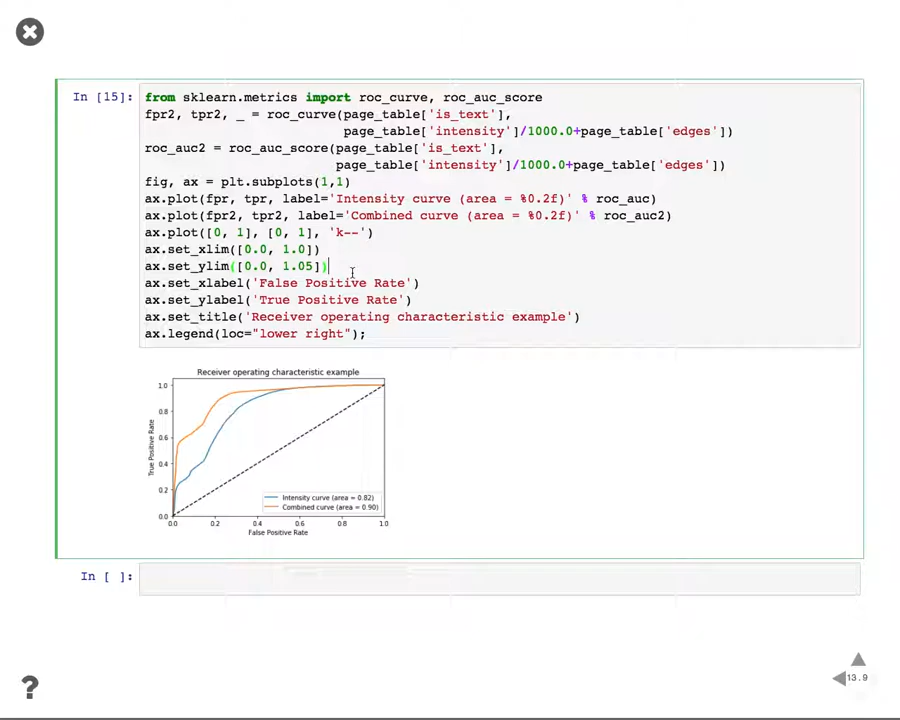 In [15]:
from sklearn.metrics import roc_curve, roc_auc_score
fpr2, tpr2, _ = roc_curve(page_table['is_text'],
page_table['intensity']/1000.0+page_table['edges'])
roc_auc2 = roc_auc_score(page_table['is_text'],
page_table['intensity']/1000.0+page_table['edges'])
fig, ax = plt.subplots(1,1)
ax.plot(fpr, tpr, label='Intensity curve (area = %0.2f)' % roc_auc)
ax.plot(fpr2, tpr2, label='Combined curve (area = %0.2f)' % roc_auc2)
ax.plot([0, 1], [0, 1], 'k--')
ax.set_xlim([0.0, 1.0])
ax.set_ylim([0.0, 1.05])
ax.set_xlabel('False Positive Rate')
ax.set_ylabel('True Positive Rate')
ax.set_title('Receiver operating characteristic example')
ax.legend(loc="lower right");
Receiver operating characteristic example
True Positive Rate
1.0
0.8
0.6
0.4
0.2
0.0
Intensity curve (area = 0.82)
Combined curve (area = 0.90)
0.0 0.2 0.4 0.6 0.8 1.0
False Positive Rate
In [ ]:
?
13.9